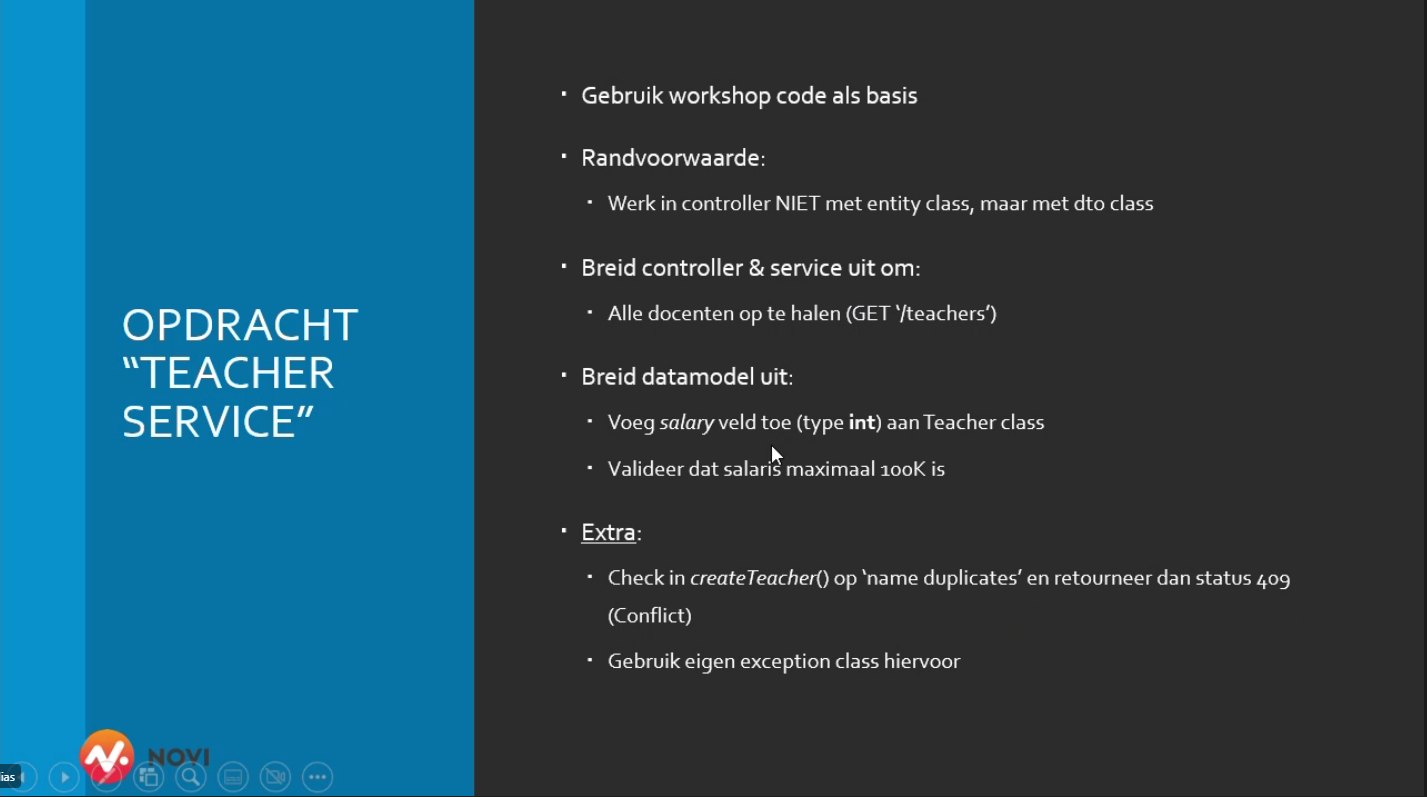 OPDRACHT
“TEACHER
SERVICE”
▪ Gebruik workshop code als basis
▪ Randvoorwaarde:
▪ Werk in controller NIET met entity class, maar met dto class
▪ Breid controller & service uit om:
▪ Alle docenten op te halen (GET ‘/teachers’)
▪ Breid datamodel uit:
▪ Voeg salary veld toe (type int) aan Teacher class
▪ Valideer dat salaris maximaal 100K is
▪ Extra:
▪ Check in createTeacher() op ‘name duplicates’ en retourneer dan status 409
(Conflict)
▪ Gebruik eigen exception class hiervoor
NOVI
ias